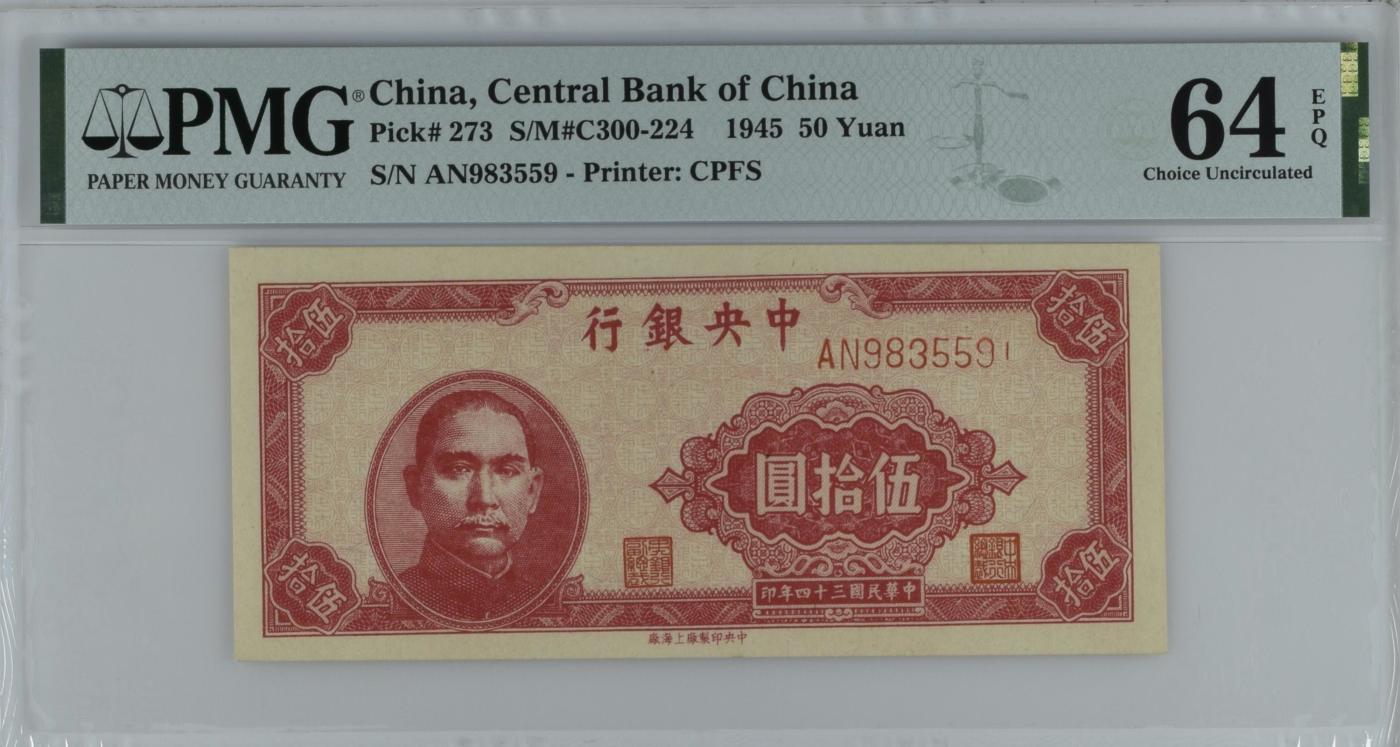 PMG®
PAPER MONEY GUARANTY
China, Central Bank of China
Pick# 273 S/M#C300-224 1945 50 Yuan
S/N AN983559 - Printer: CPFS
64
EPQ
Choice Uncirculated
伍拾
伍拾
行銀央中
AN983559
圓拾伍
印年四十三國民華中
伍拾
伍拾
廠海上廠製印央中